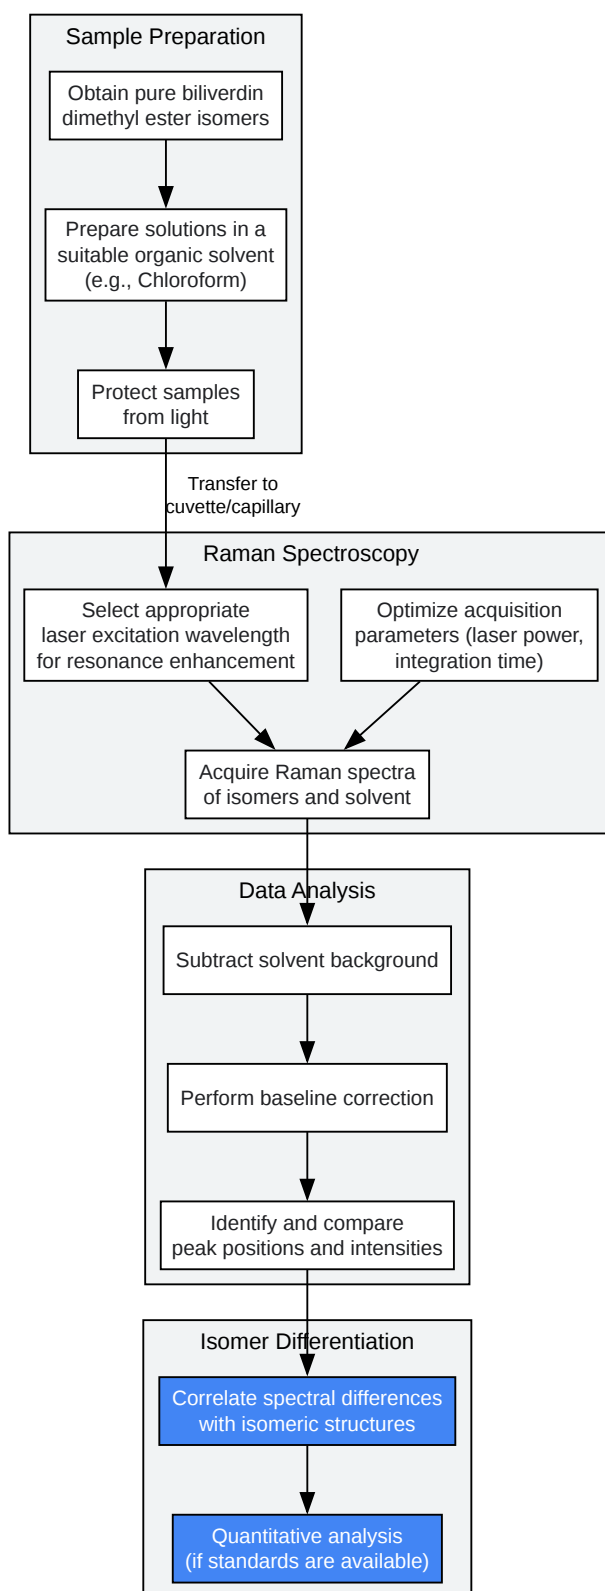 Sample Preparation
Obtain pure biliverdin
dimethyl ester isomers
Prepare solutions in a
suitable organic solvent
(e.g., Chloroform)
Protect samples
from light
Transfer to
cuvette/capillary
Raman Spectroscopy
Select appropriate
laser excitation wavelength
for resonance enhancement
Optimize acquisition
parameters (laser power,
integration time)
Acquire Raman spectra
of isomers and solvent
Data Analysis
Subtract solvent background
Perform baseline correction
Identify and compare
peak positions and intensities
Isomer Differentiation
Correlate spectral differences
with isomeric structures
Quantitative analysis
(if standards are available)